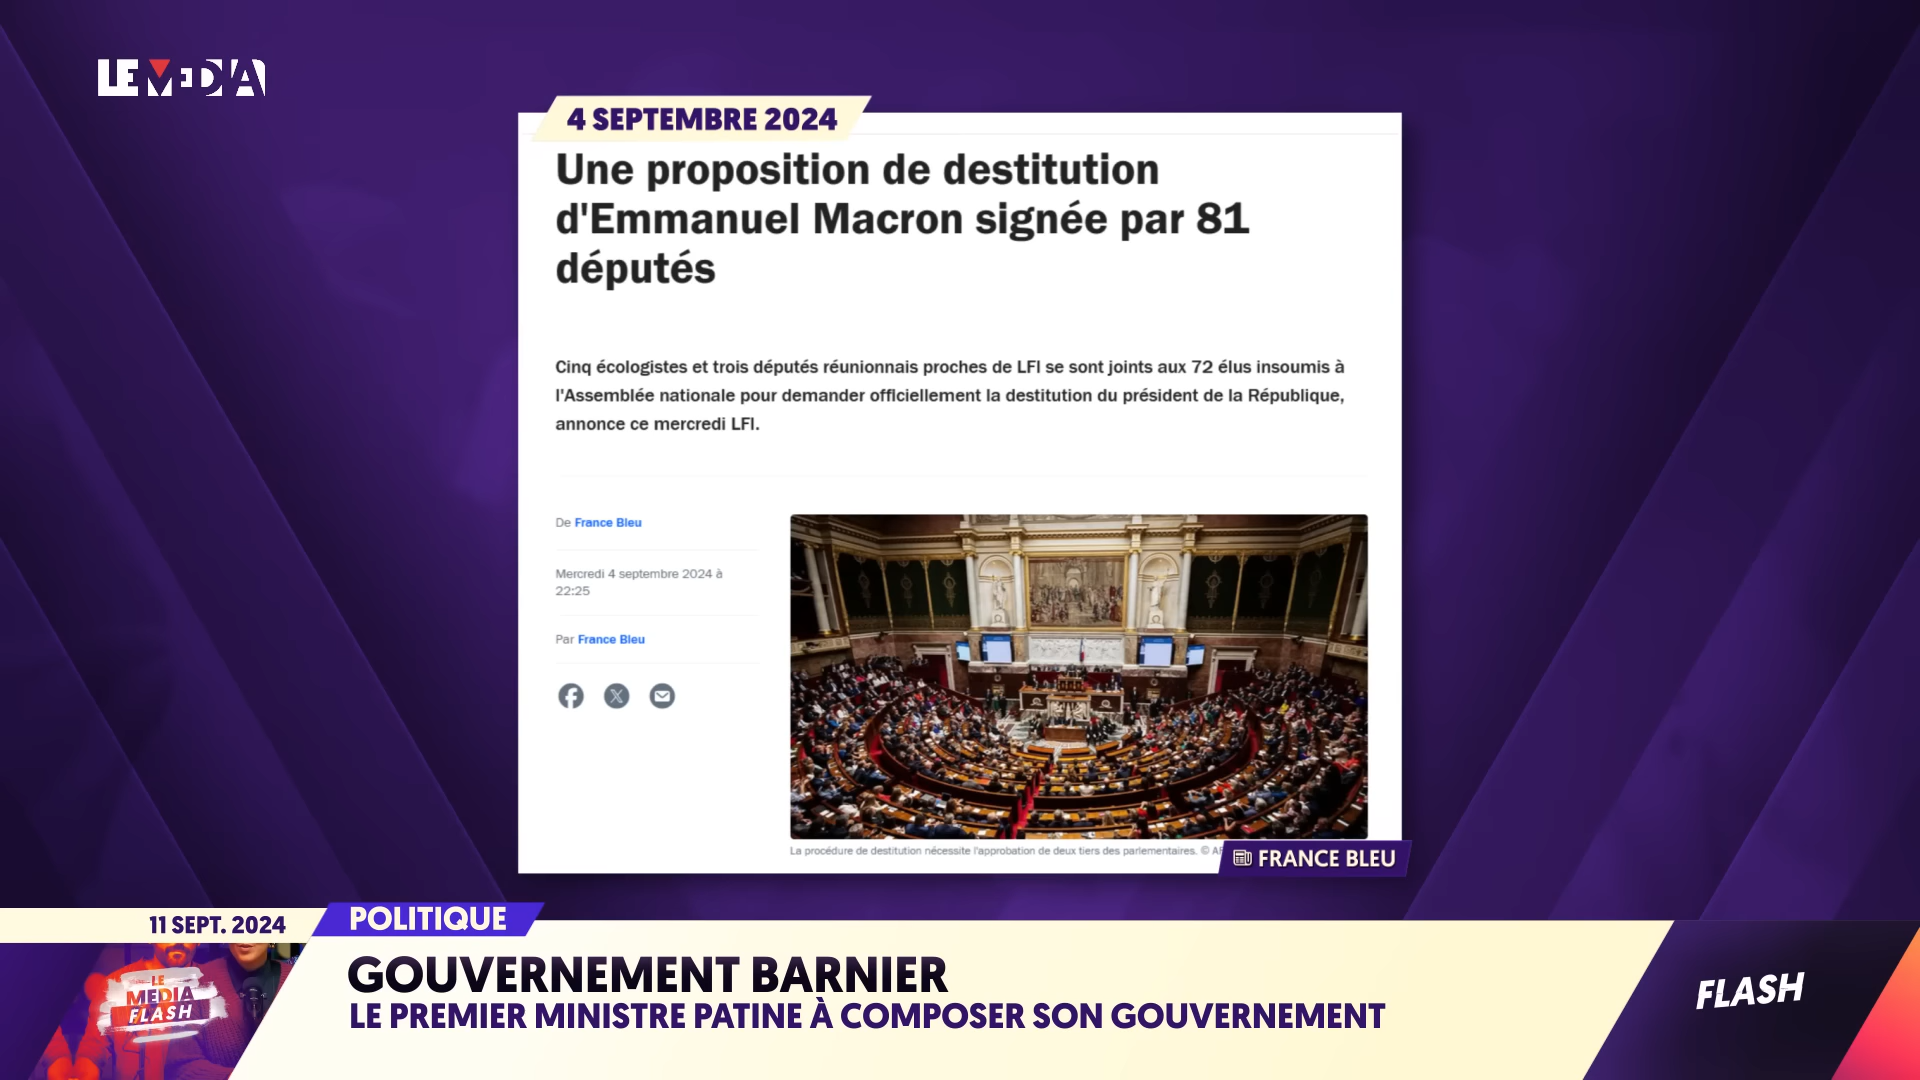 LE MEDIA
4 SEPTEMBRE 2024
Une proposition de destitution
d'Emmanuel Macron signée par 81
députés
Cinq écologistes et trois députés réunionnais proches de LFI se sont joints aux 72 élus insoumis à
l'Assemblée nationale pour demander officiellement la destitution du président de la République,
annonce ce mercredi LFI.
De France Bleu
Mercredi 4 septembre 2024 à
22:25
Par France Bleu
La procédure de destitution nécessite l'approbation de deux tiers des parlementaires. ©
FRANCE BLEU
11 SEPT. 2024
POLITIQUE
LE
MEDIA
FLASH
GOUVERNEMENT BARNIER
LE PREMIER MINISTRE PATINE À COMPOSER SON GOUVERNEMENT
FLASH